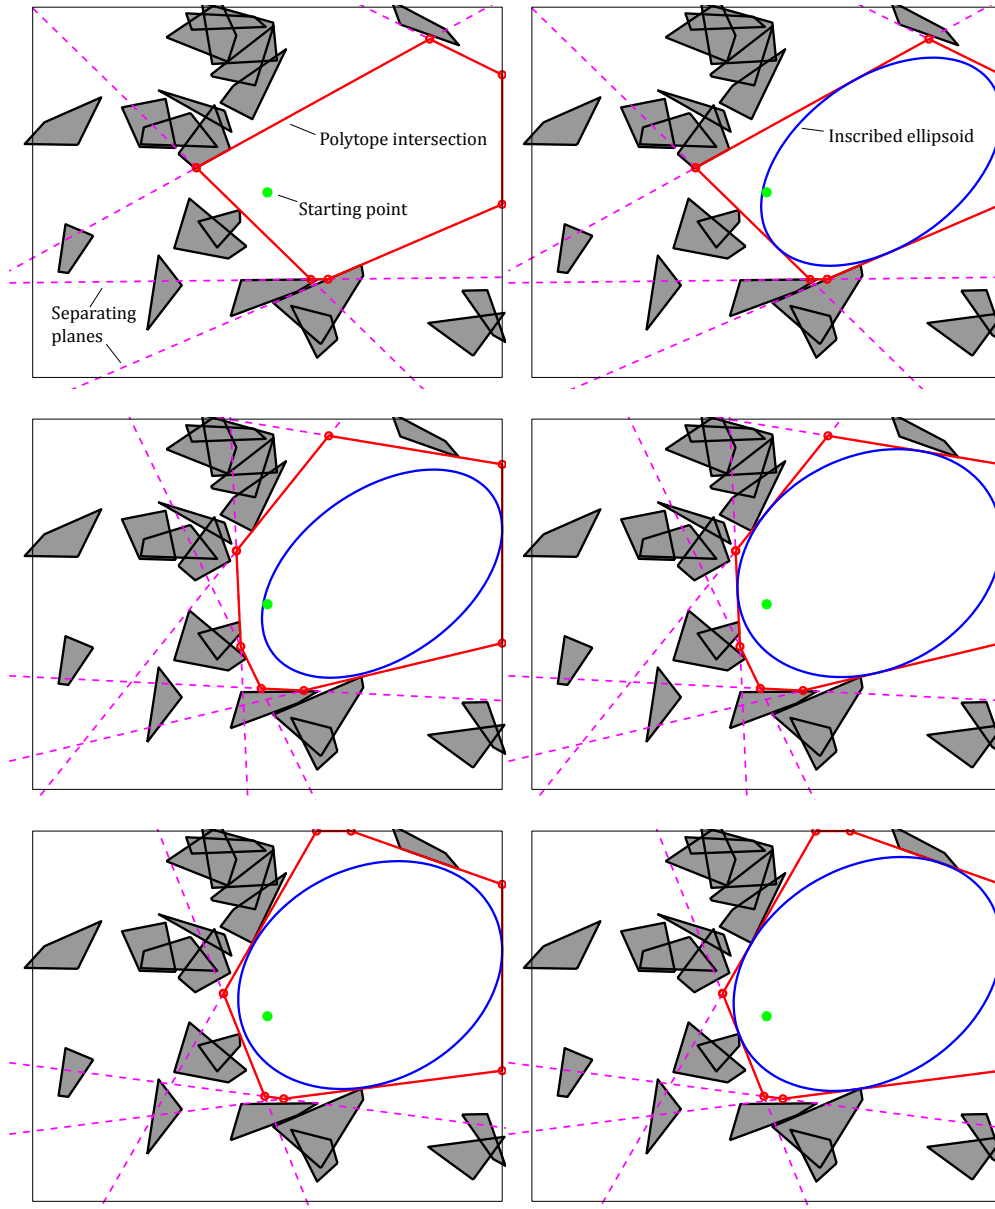 Polytope intersection
Inscribed ellipsoid
Starting point
Separating
planes